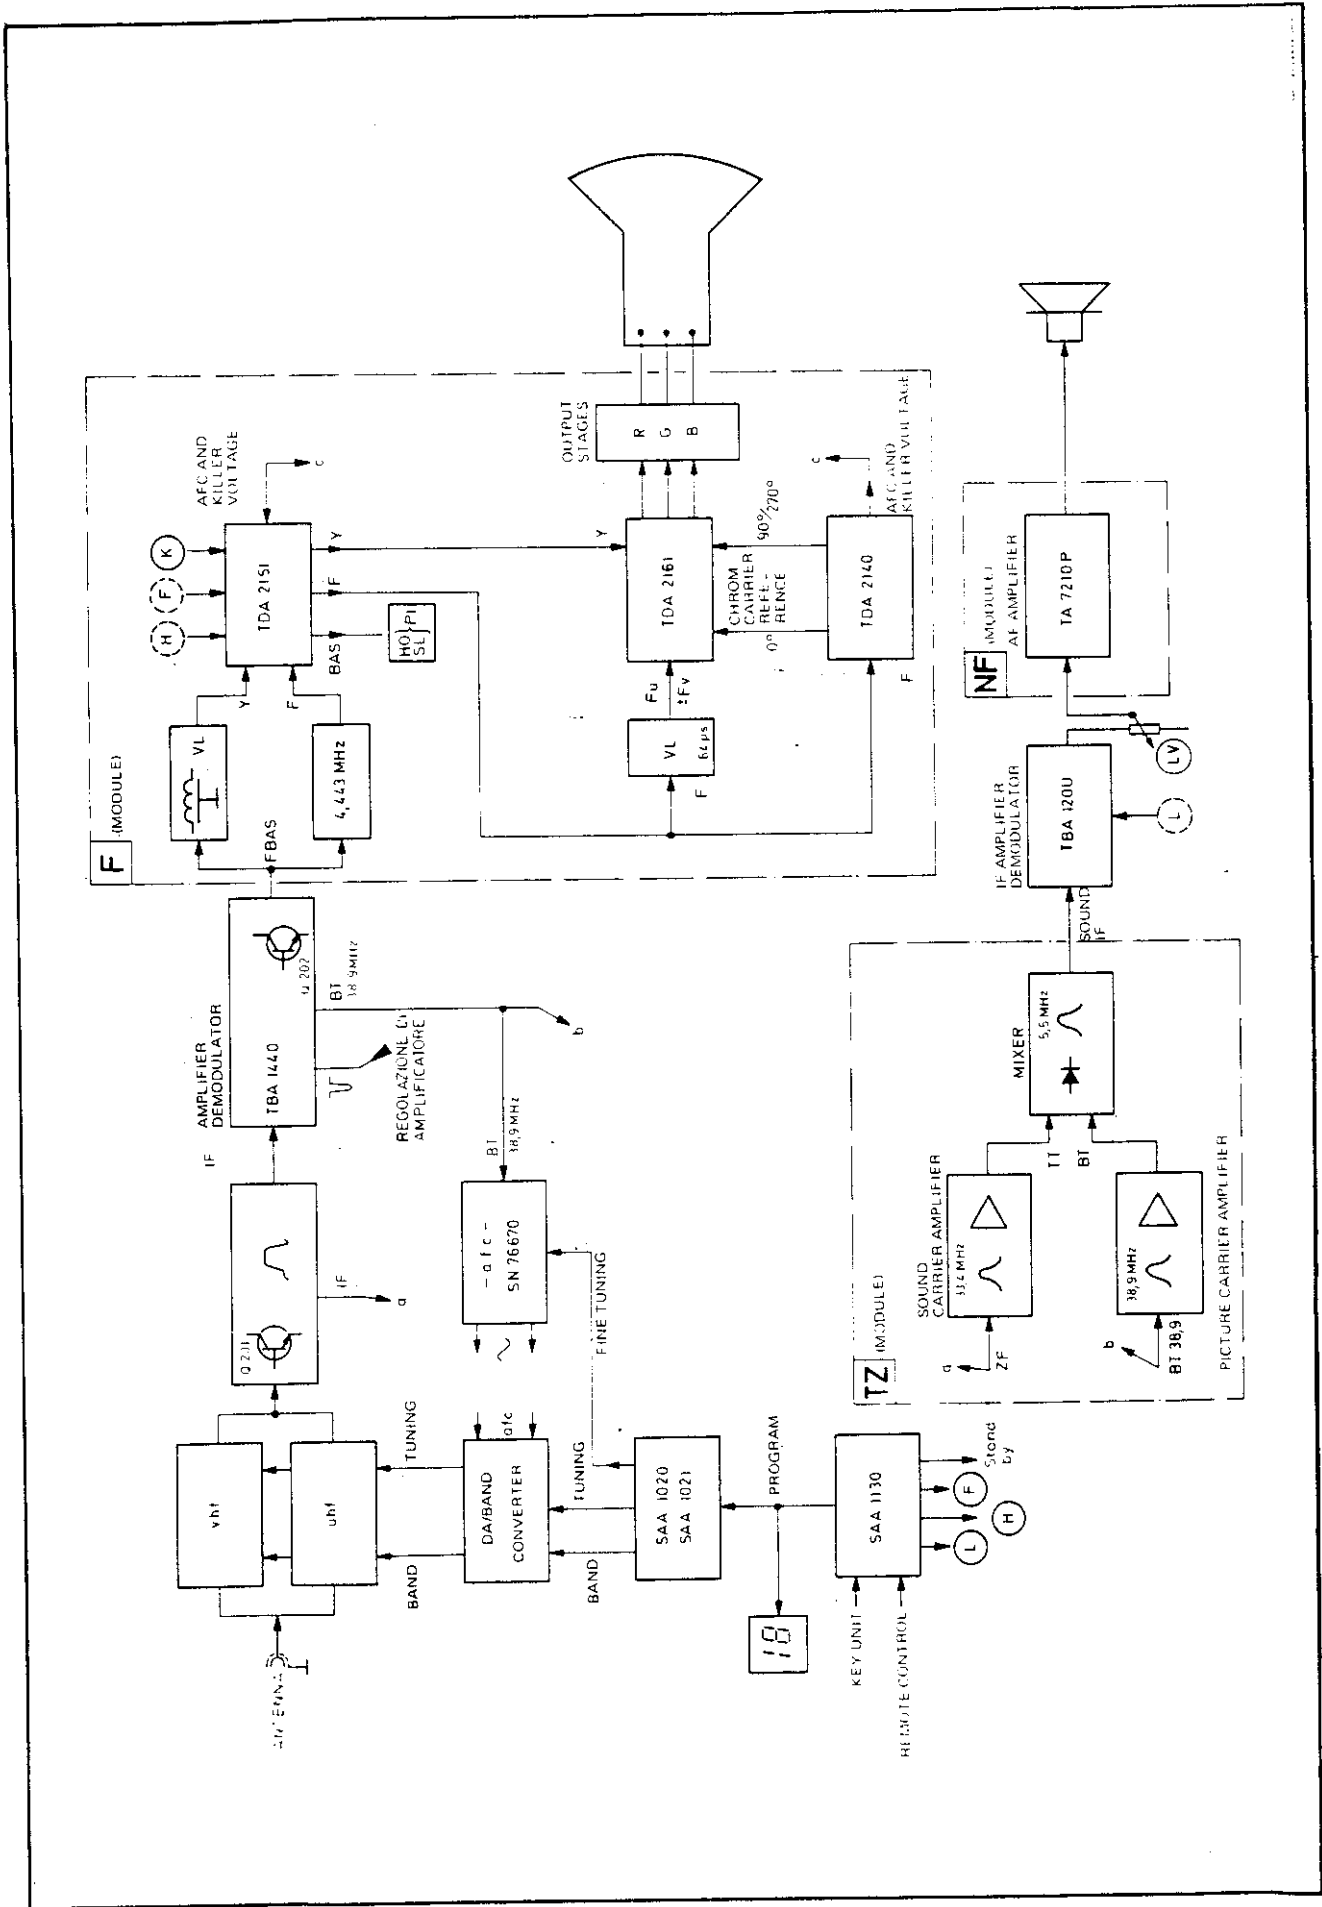 F
(MODULE)
AFC AND
KILLER
VOLTAGE
c
H
F
K
TDA 2151
Y
VL
F
4,443 MHz
FBAS
BAS
F
Y
HO
SL
PI
OUTPUT
STAGES
R
G
B
Y
TDA 2161
Fu
±Fv
VL
64 µs
F
CHROM
CARRIER
REFE-
RENCE
0°
90°/270°
TDA 2140
F
c
AFC AND
KILLER VOLTAGE
AMPLIFIER
DEMODULATOR
TBA 1440
Q 202
IF
BT
38,9 MHz
REGOLAZIONE DI
AMPLIFICATORE
b
BT
38,9 MHz
Q 201
IF
a
vhf
uhf
ANTENNA
BAND
TUNING
- afc -
SN 76670
FINE TUNING
afc
DA/BAND
CONVERTER
BAND
TUNING
SAA 1020
SAA 1021
PROGRAM
18
SAA 1130
KEY UNIT
REMOTE CONTROL
L
H
F
Stand
by
TZ
(MODULE)
SOUND
CARRIER AMPLIFIER
33,4 MHz
a
ZF
TT
BT
MIXER
5,5 MHz
38,9 MHz
b
BT 38,9
PICTURE CARRIER AMPLIFIER
SOUND
IF
IF AMPLIFIER
DEMODULATOR
TBA 120U
L
LV
NF
(MODULE)
AF AMPLIFIER
TA 7210P